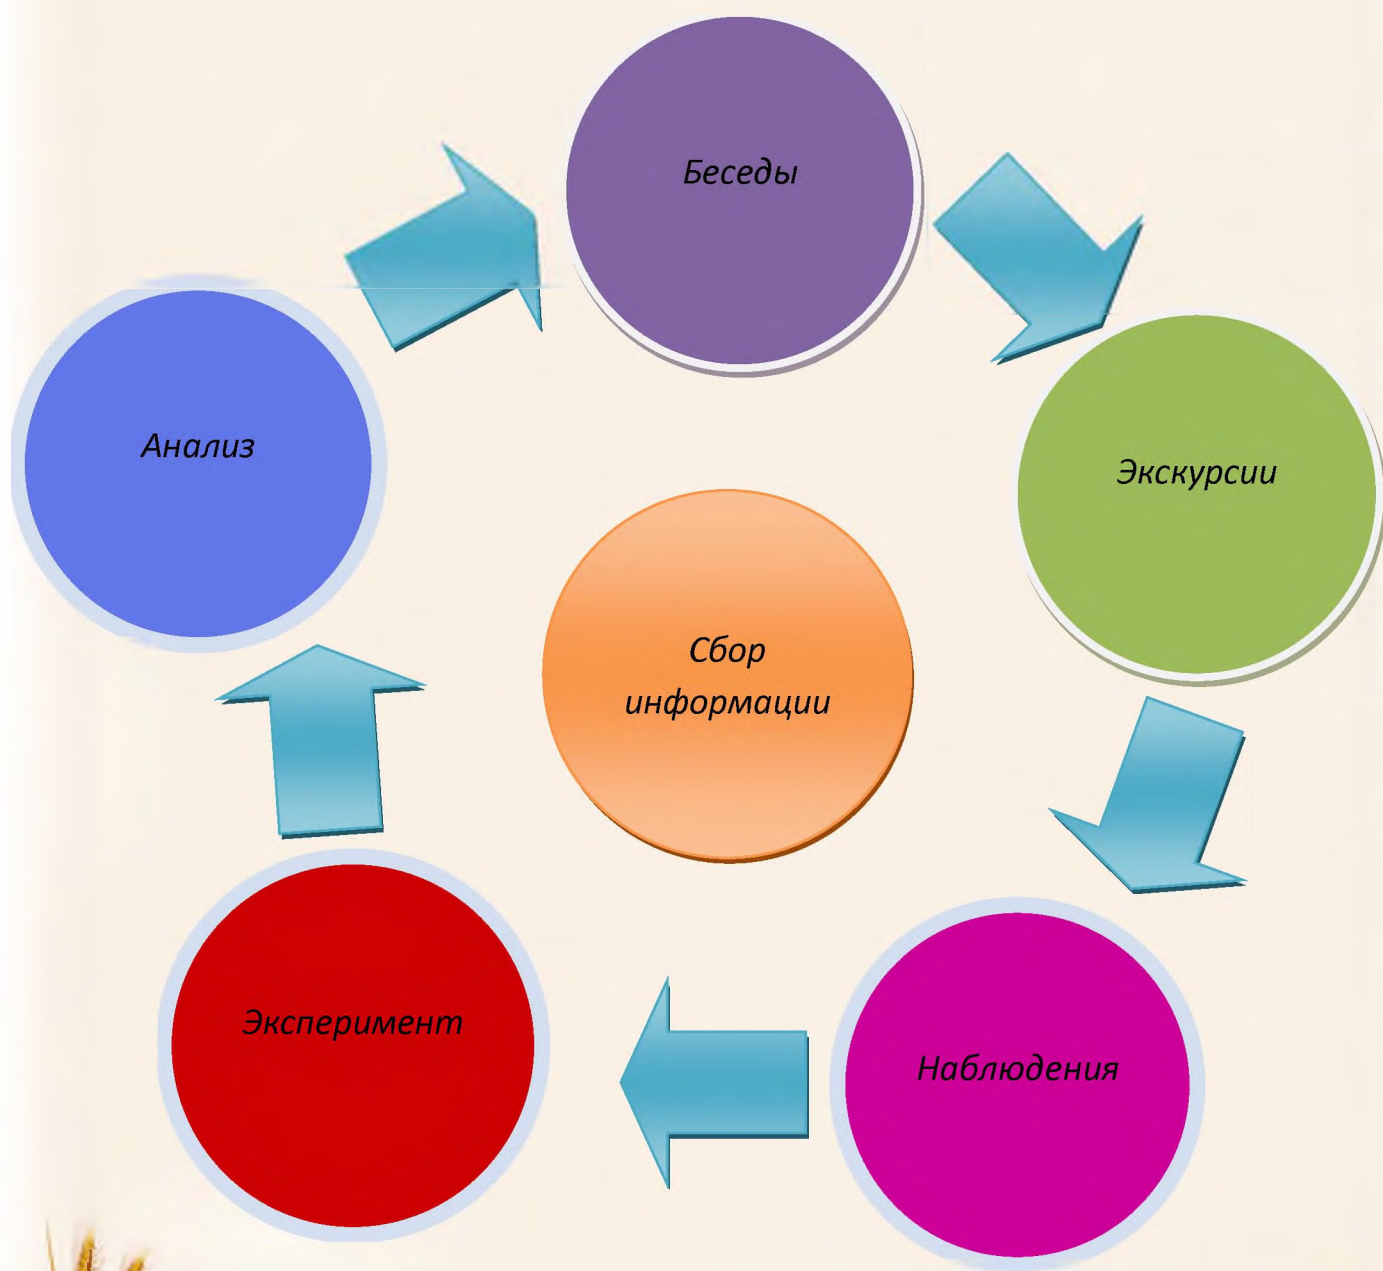 Беседы
Анализ
Экскурсии
Сбор
информации
Эксперимент
Наблюдения